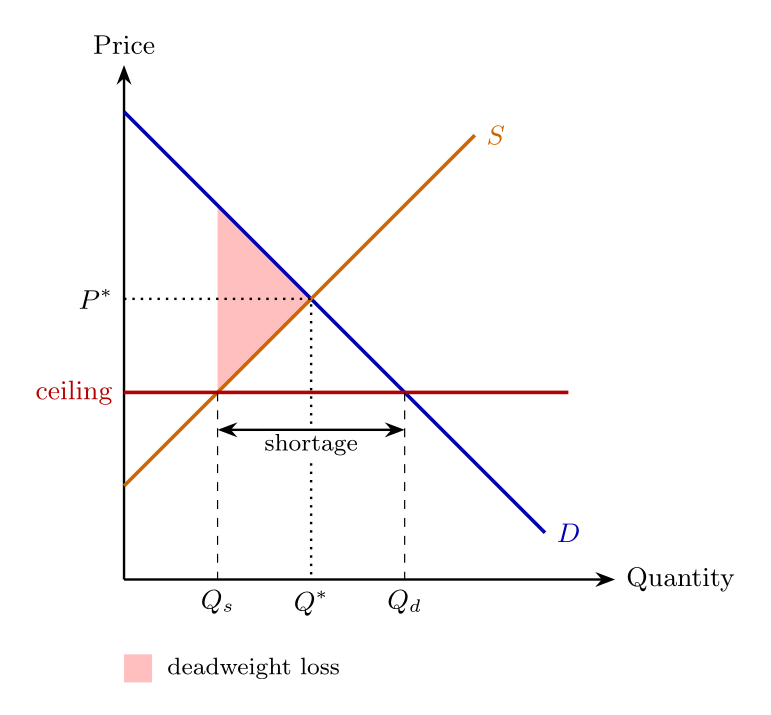 Price
S
P*
ceiling
shortage
D
Quantity
Qs Q* Qd
deadweight loss